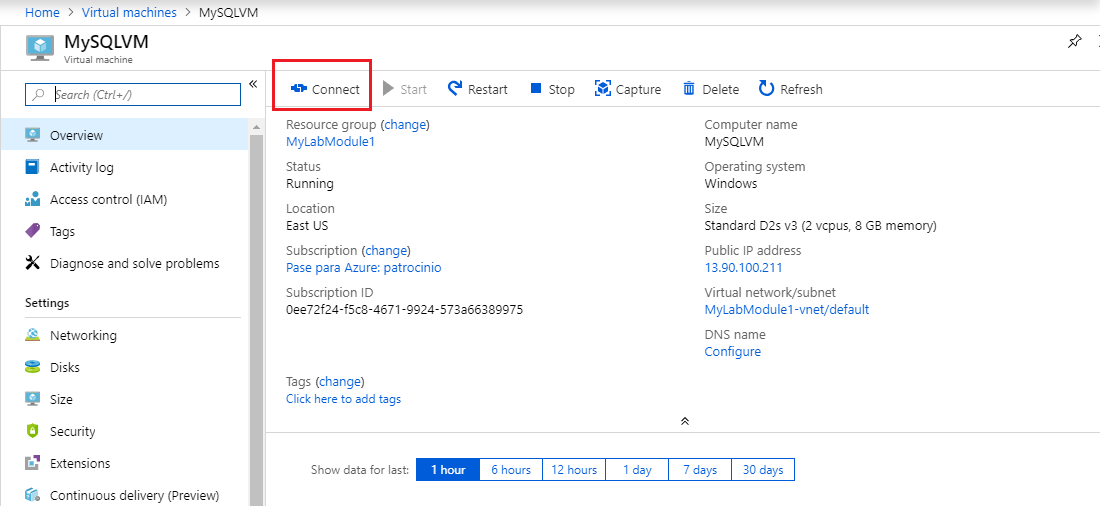 Home > Virtual machines > MySQLVM
MySQLVM
Virtual machine
Search (Ctrl+/)
«
Overview
Activity log
Access control (IAM)
Tags
Diagnose and solve problems
Settings
Networking
Disks
Size
Security
Extensions
Continuous delivery (Preview)
Connect Start Restart Stop Capture Delete Refresh
Resource group (change)
MyLabModule1
Status
Running
Location
East US
Subscription (change)
Pase para Azure: patrocinio
Subscription ID
0ee72f24-f5c8-4671-9924-573a66389975
Computer name
MySQLVM
Operating system
Windows
Size
Standard D2s v3 (2 vcpus, 8 GB memory)
Public IP address
13.90.100.211
Virtual network/subnet
MyLabModule1-vnet/default
DNS name
Configure
Tags (change)
Click here to add tags
Show data for last: 1 hour 6 hours 12 hours 1 day 7 days 30 days